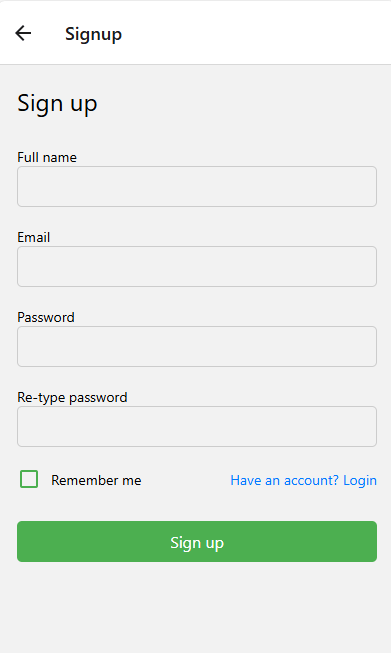 Signup
Sign up
Full name
Email
Password
Re-type password
Remember me Have an account? Login
Sign up